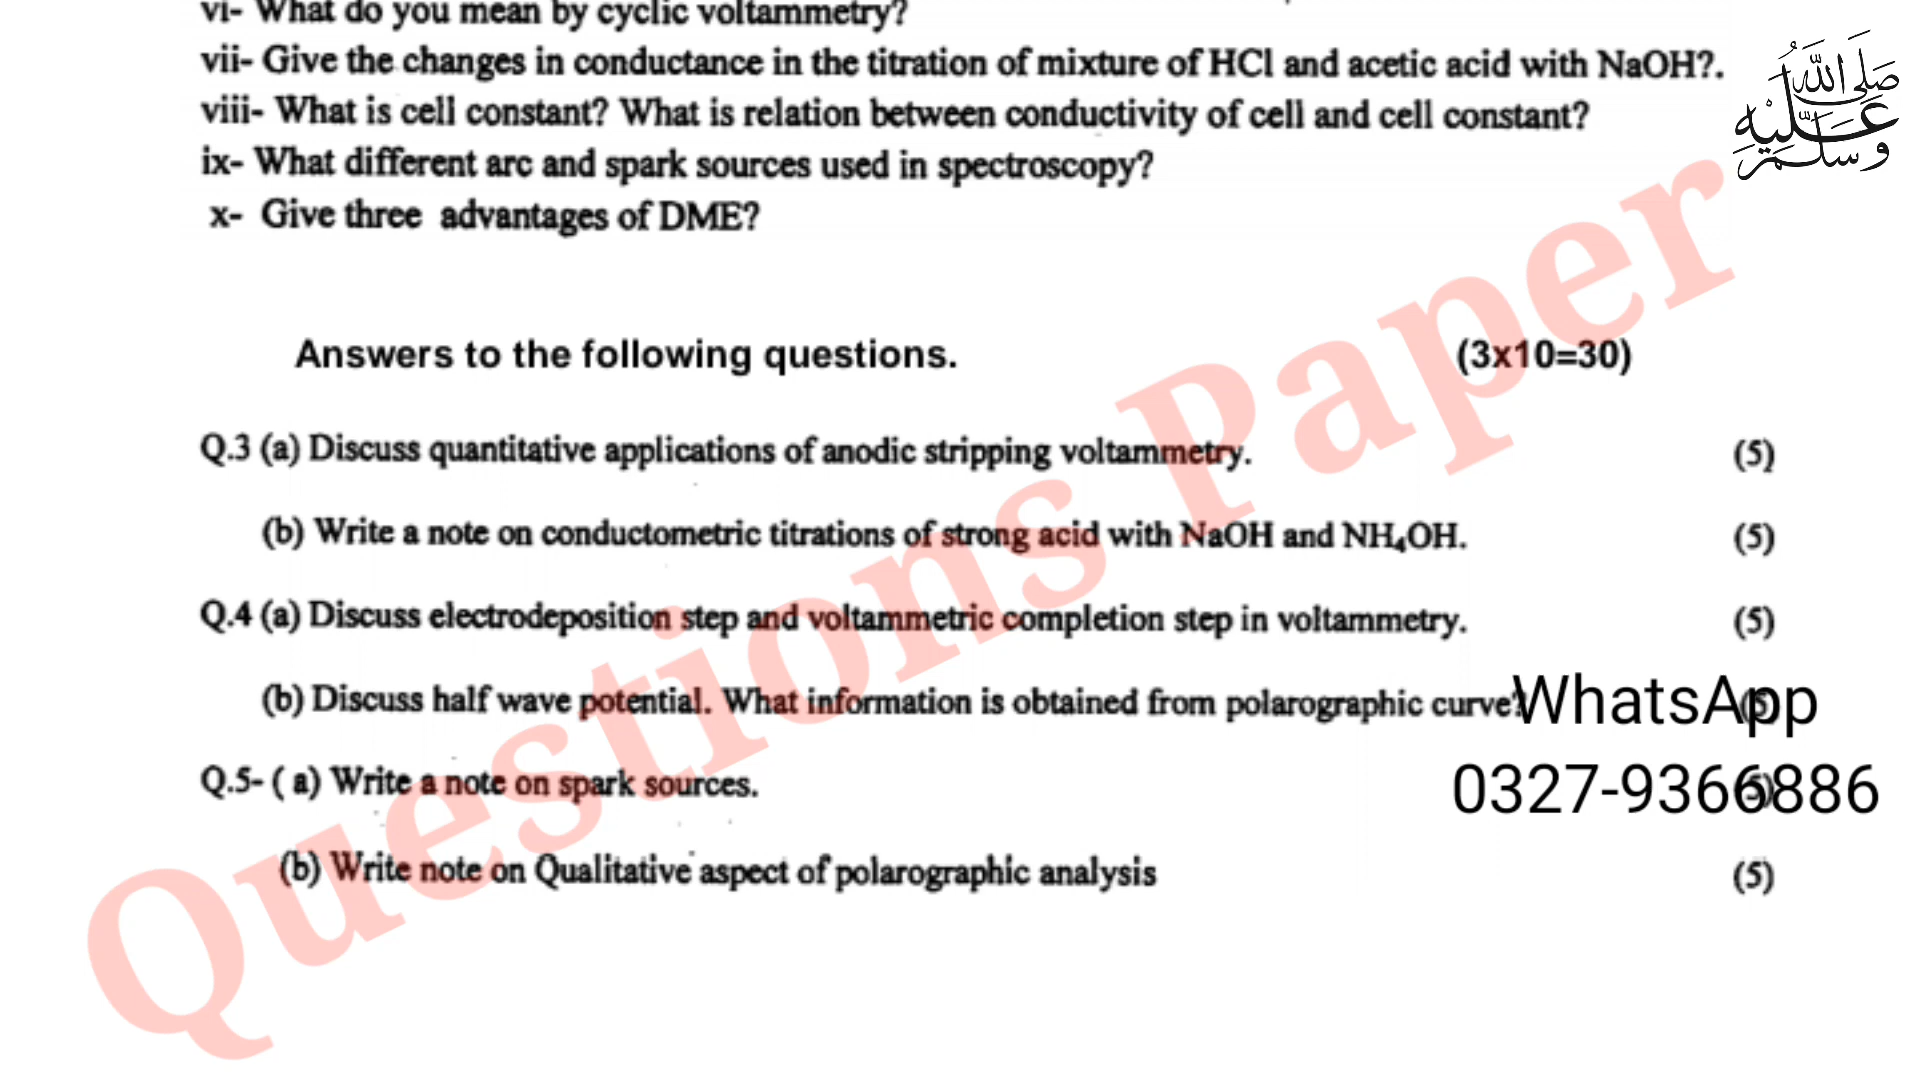 vi- What do you mean by cyclic voltammetry?
vii- Give the changes in conductance in the titration of mixture of HCl and acetic acid with NaOH?.
viii- What is cell constant? What is relation between conductivity of cell and cell constant?
ix- What different arc and spark sources used in spectroscopy?
x- Give three advantages of DME?
صلى الله عليه وسلم
Answers to the following questions. (3x10=30)
Q.3 (a) Discuss quantitative applications of anodic stripping voltammetry. (5)
(b) Write a note on conductometric titrations of strong acid with NaOH and NH₄OH. (5)
Q.4 (a) Discuss electrodeposition step and voltammetric completion step in voltammetry. (5)
(b) Discuss half wave potential. What information is obtained from polarographic curve? (5)
WhatsApp
Q.5- ( a) Write a note on spark sources. (5)
0327-9366886
(b) Write note on Qualitative aspect of polarographic analysis (5)
Questions Paper